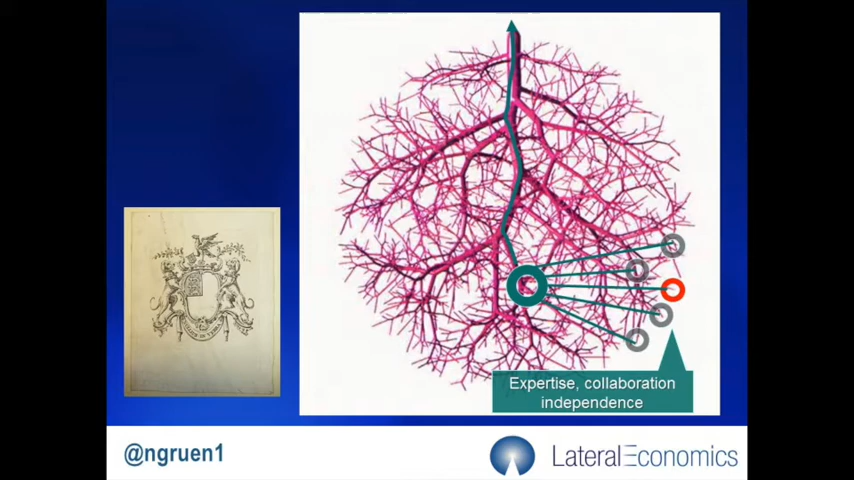 Expertise, collaboration
independence
@ngruen1
LateralEconomics